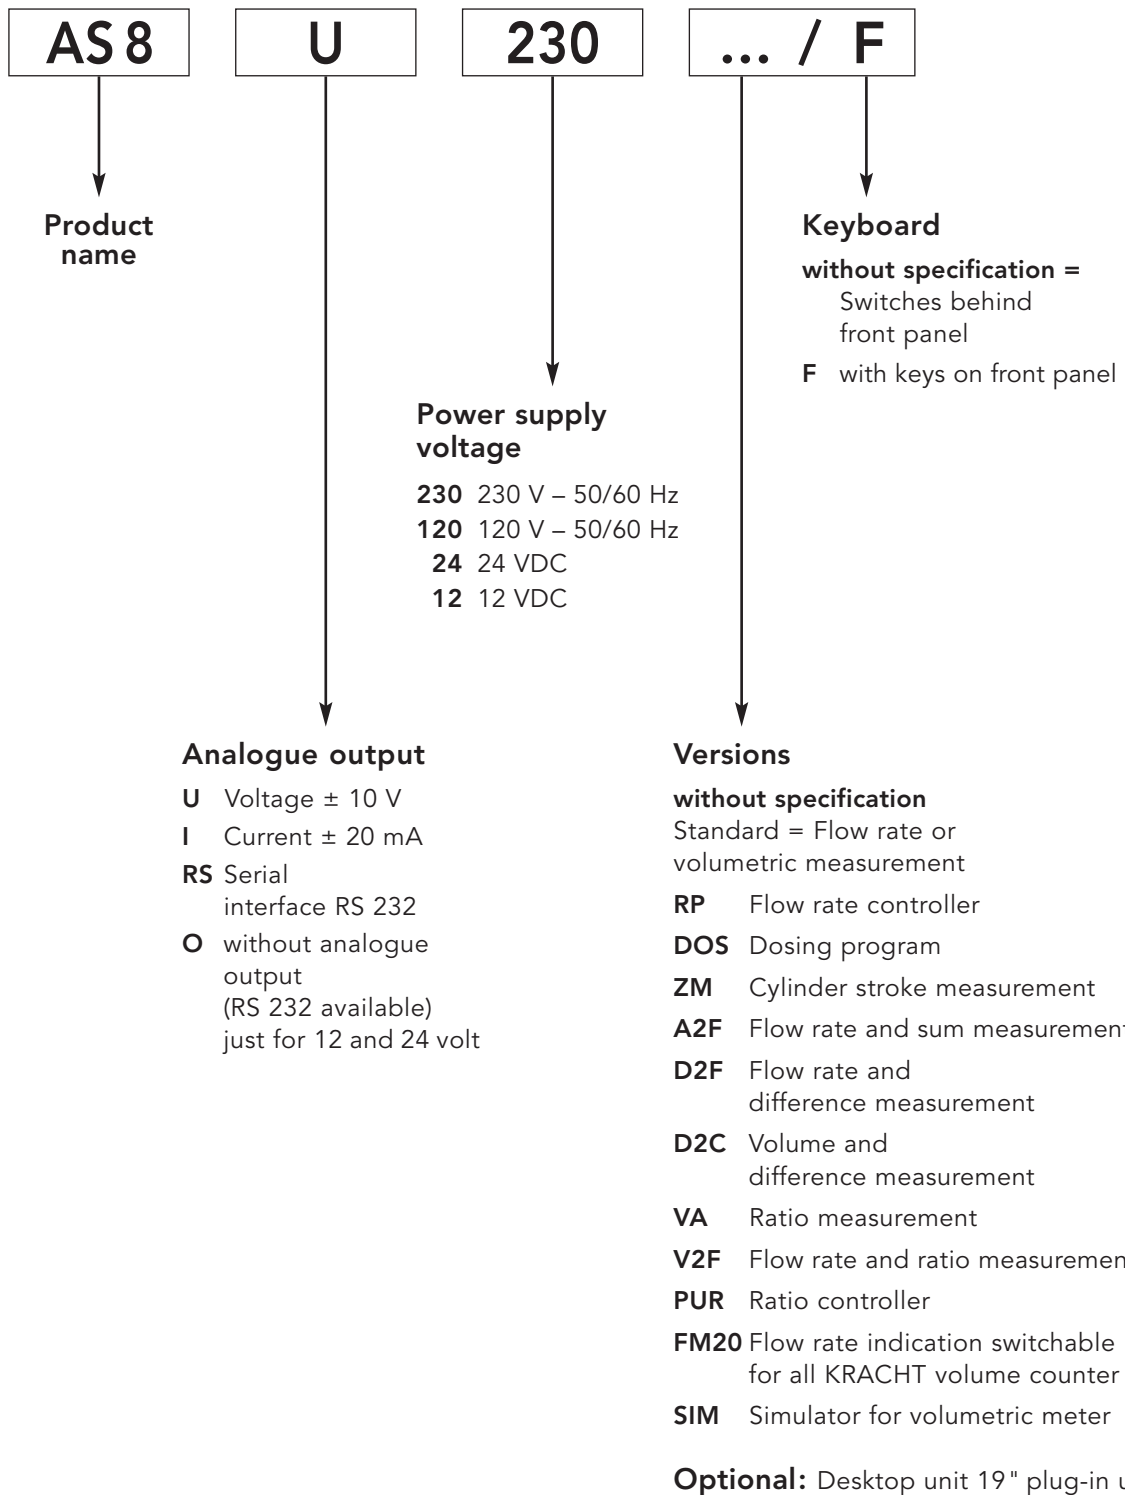 AS 8 U 230 ... / F
Product
name
Keyboard
without specification =
Switches behind
front panel
F with keys on front panel
Power supply
voltage
230 230 V – 50/60 Hz
120 120 V – 50/60 Hz
24 24 VDC
12 12 VDC
Analogue output
U Voltage ± 10 V
I Current ± 20 mA
RS Serial
interface RS 232
O without analogue
output
(RS 232 available)
just for 12 and 24 volt
Versions
without specification
Standard = Flow rate or
volumetric measurement
RP Flow rate controller
DOS Dosing program
ZM Cylinder stroke measurement
A2F Flow rate and sum measurement
D2F Flow rate and
difference measurement
D2C Volume and
difference measurement
VA Ratio measurement
V2F Flow rate and ratio measuremen
PUR Ratio controller
FM20 Flow rate indication switchable
for all KRACHT volume counter
SIM Simulator for volumetric meter
Optional: Desktop unit 19" plug-in